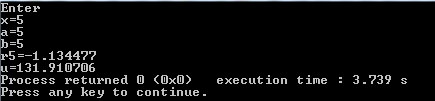 Enter
x=5
a=5
b=5
r5=-1.134477
u=131.910706
Process returned 0 (0x0)   execution time : 3.739 s
Press any key to continue.